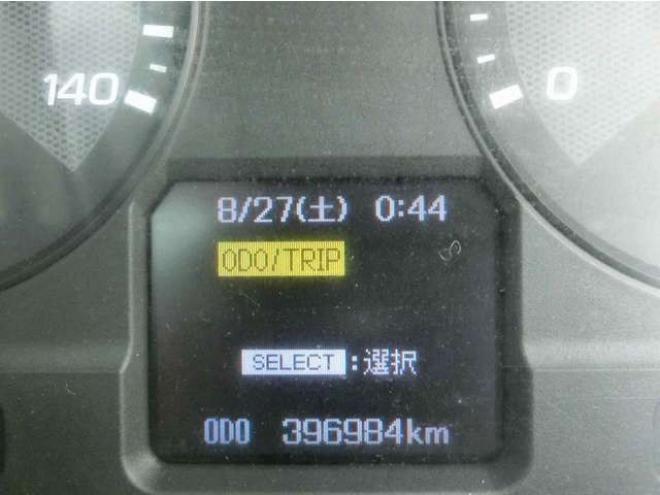 140
0
8/27(土) 0:44
ODO/TRIP
SELECT:選択
ODO 396984km